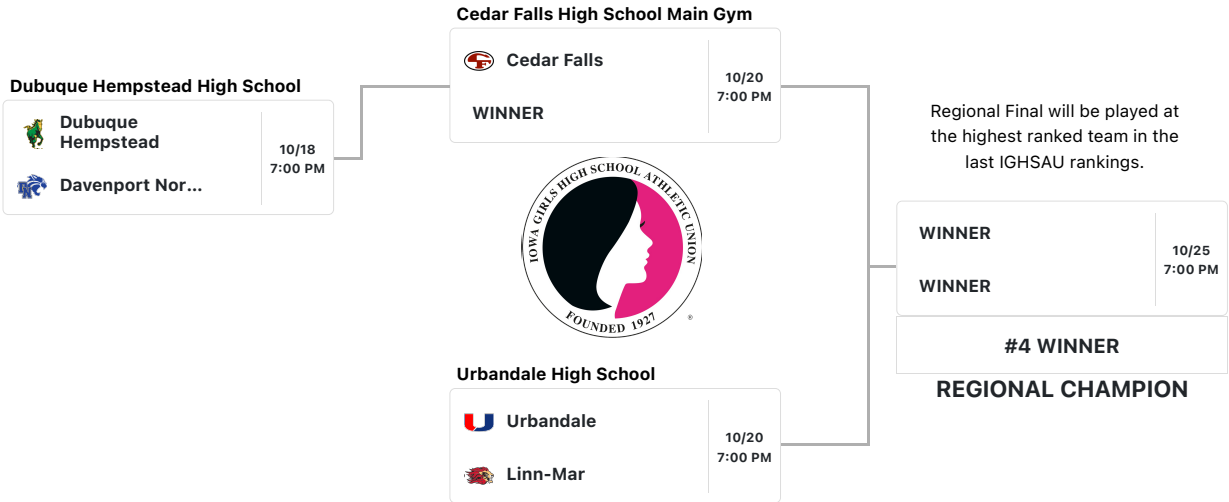 Cedar Falls High School Main Gym
Cedar Falls
WINNER
10/20
7:00 PM
Dubuque Hempstead High School
Dubuque
Hempstead
Davenport Nor...
10/18
7:00 PM
IOWA GIRLS HIGH SCHOOL ATHLETIC UNION
FOUNDED 1927
®
Urbandale High School
Urbandale
Linn-Mar
10/20
7:00 PM
Regional Final will be played at
the highest ranked team in the
last IGHSAU rankings.
WINNER
WINNER
10/25
7:00 PM
#4 WINNER
REGIONAL CHAMPION